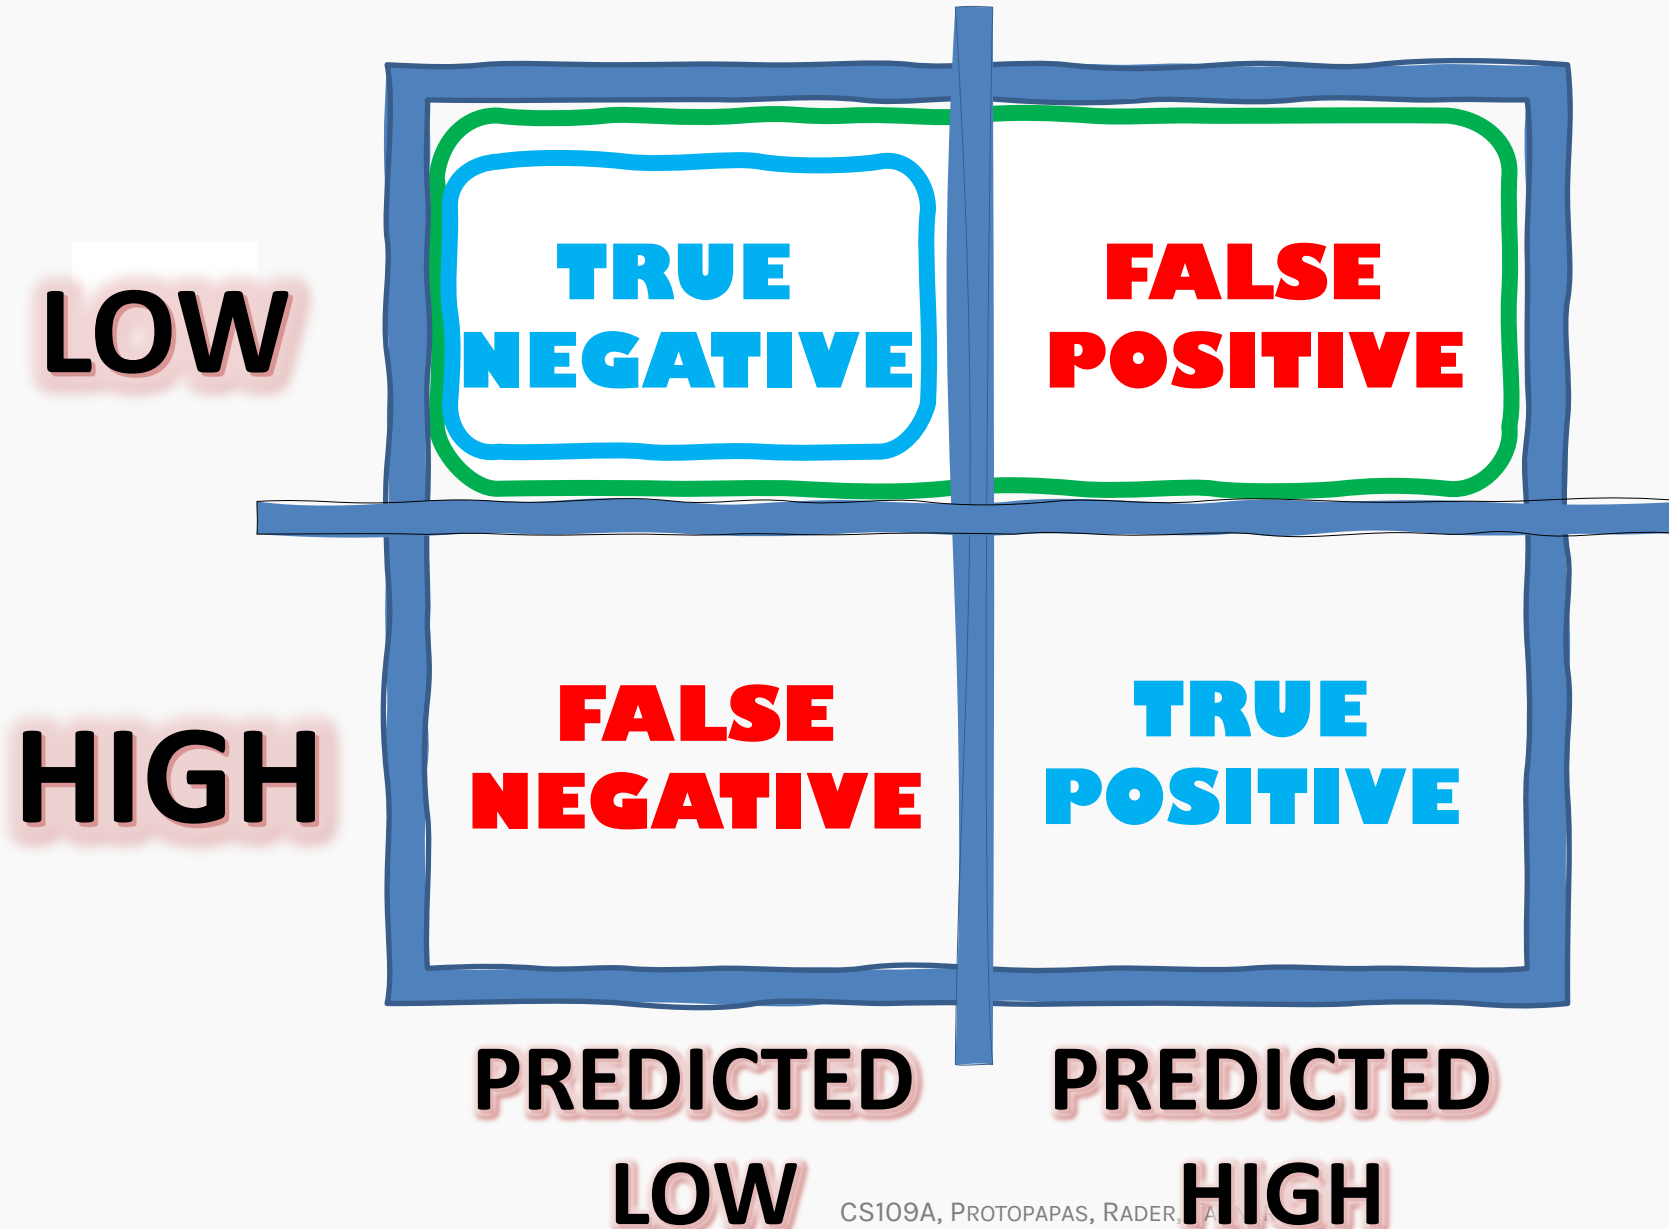 LOW
TRUE
NEGATIVE
FALSE
POSITIVE
HIGH
FALSE
NEGATIVE
TRUE
POSITIVE
PREDICTED
LOW
PREDICTED
HIGH
CS109A, PROTOPAPAS, RADER,